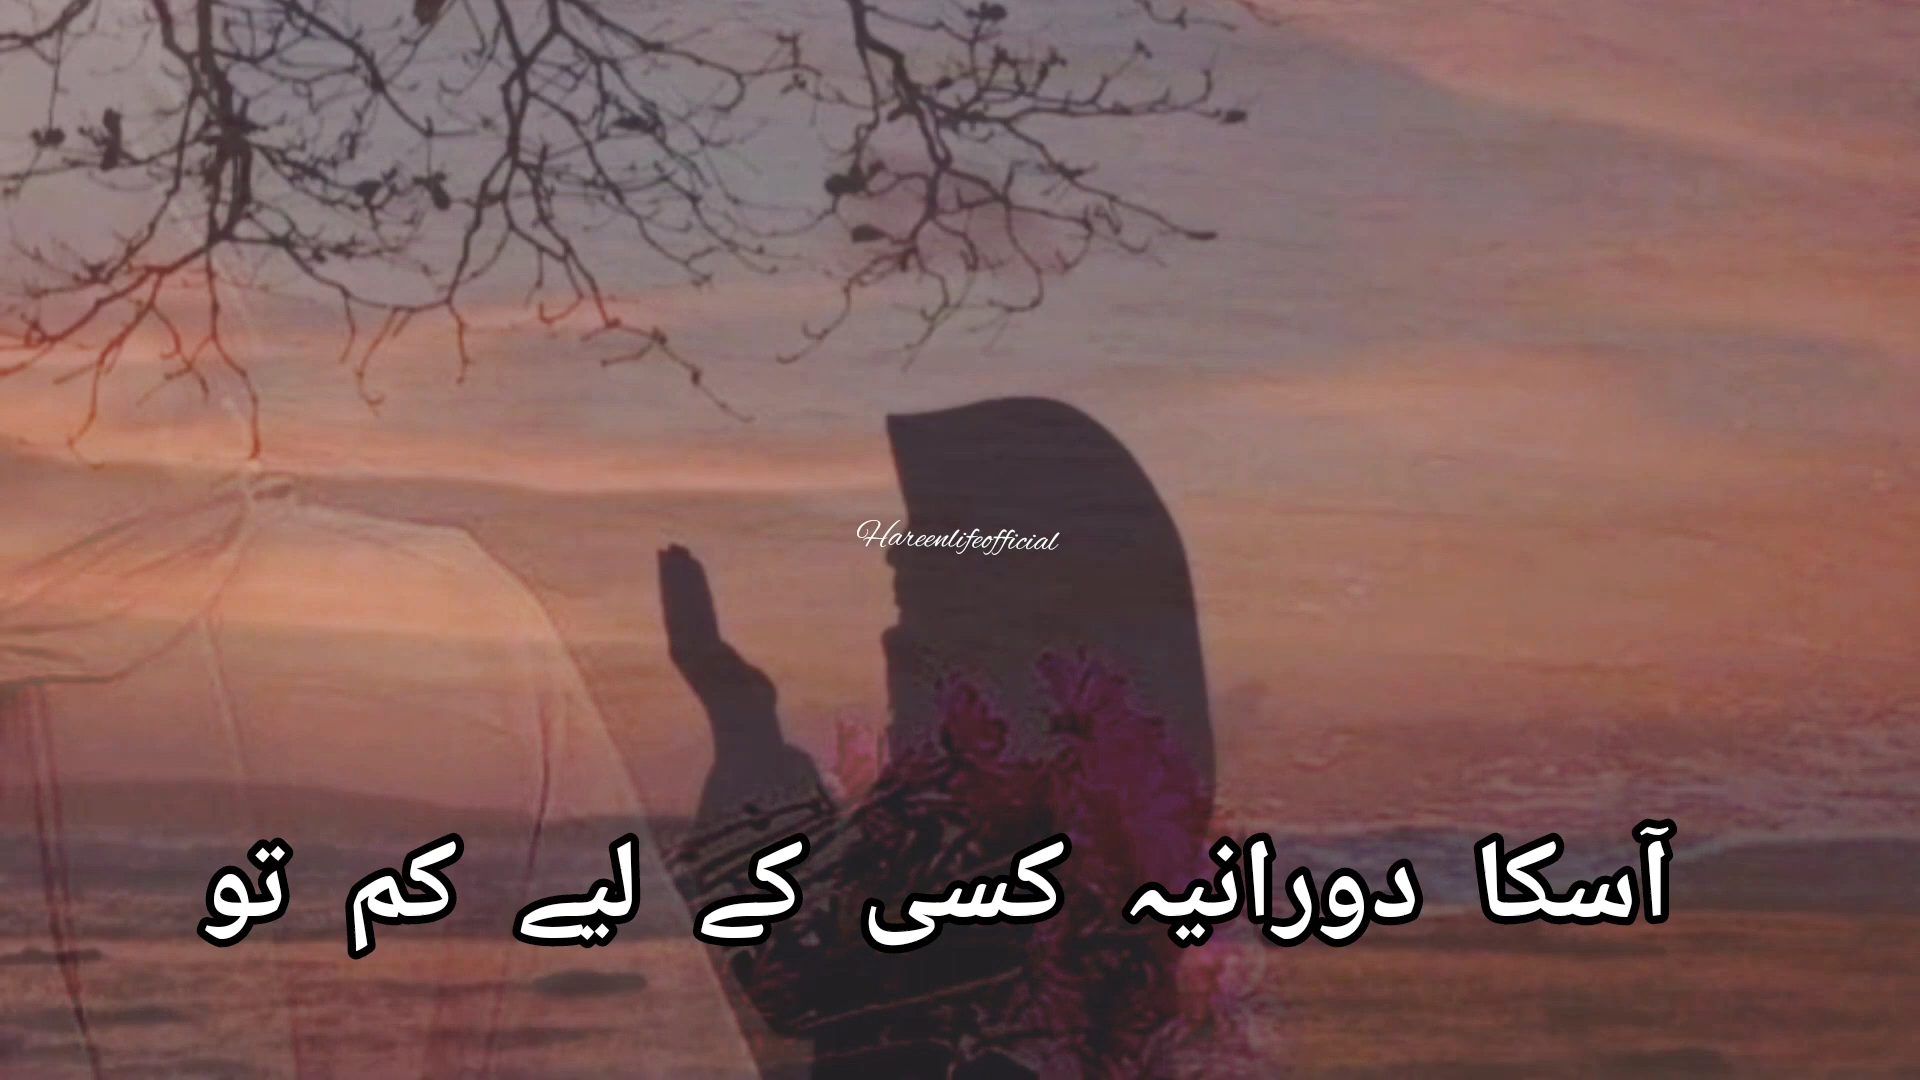 Hareenlifeofficial
آسکا دورانیہ کسی کے لیے کم تو